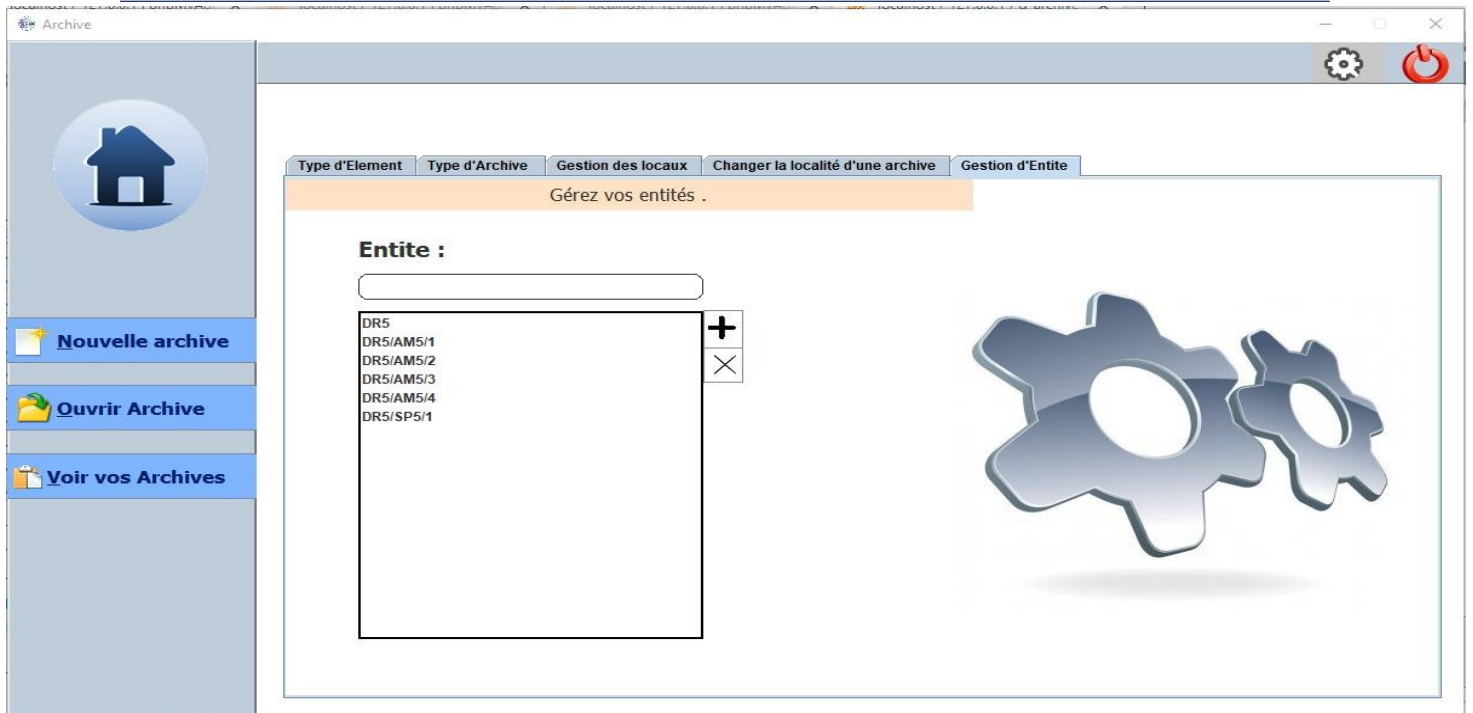 Archive
Type d'Element Type d'Archive Gestion des locaux Changer la localité d'une archive Gestion d'Entite
Gérez vos entités .
Entite :
DR5
DR5/AM5/1
DR5/AM5/2
DR5/AM5/3
DR5/AM5/4
DR5/SP5/1
Nouvelle archive
Ouvrir Archive
Voir vos Archives